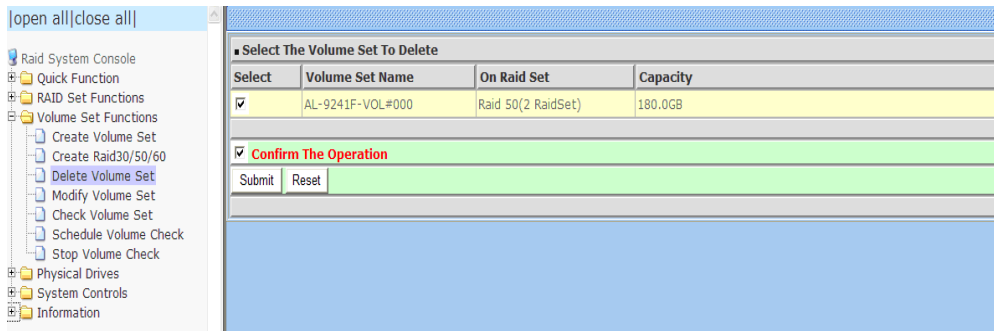 |open all|close all|
Raid System Console
Quick Function
RAID Set Functions
Volume Set Functions
Create Volume Set
Create Raid30/50/60
Delete Volume Set
Modify Volume Set
Check Volume Set
Schedule Volume Check
Stop Volume Check
Physical Drives
System Controls
Information
Select The Volume Set To Delete
Select Volume Set Name On Raid Set Capacity
AL-9241F-VOL#000 Raid 50(2 RaidSet) 180.0GB
Confirm The Operation
Submit Reset